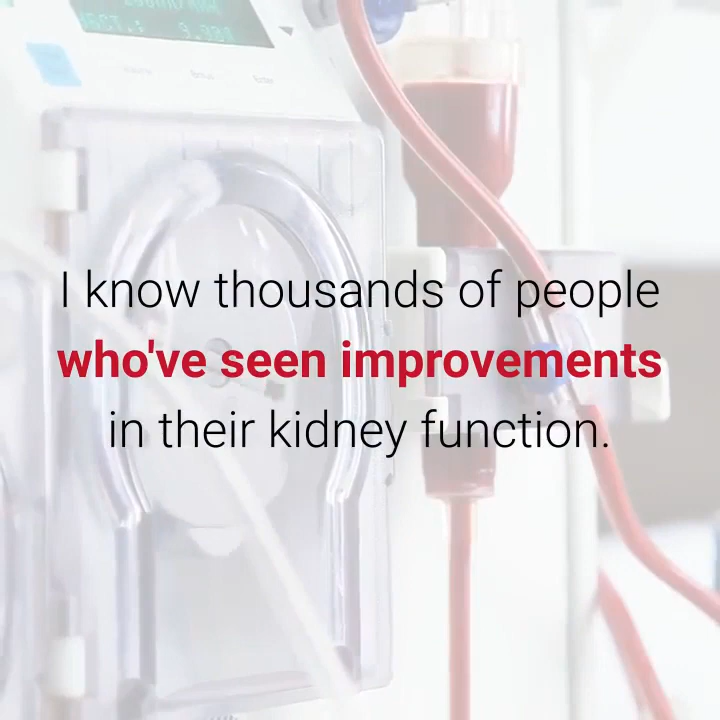 I know thousands of people
who've seen improvements
in their kidney function.